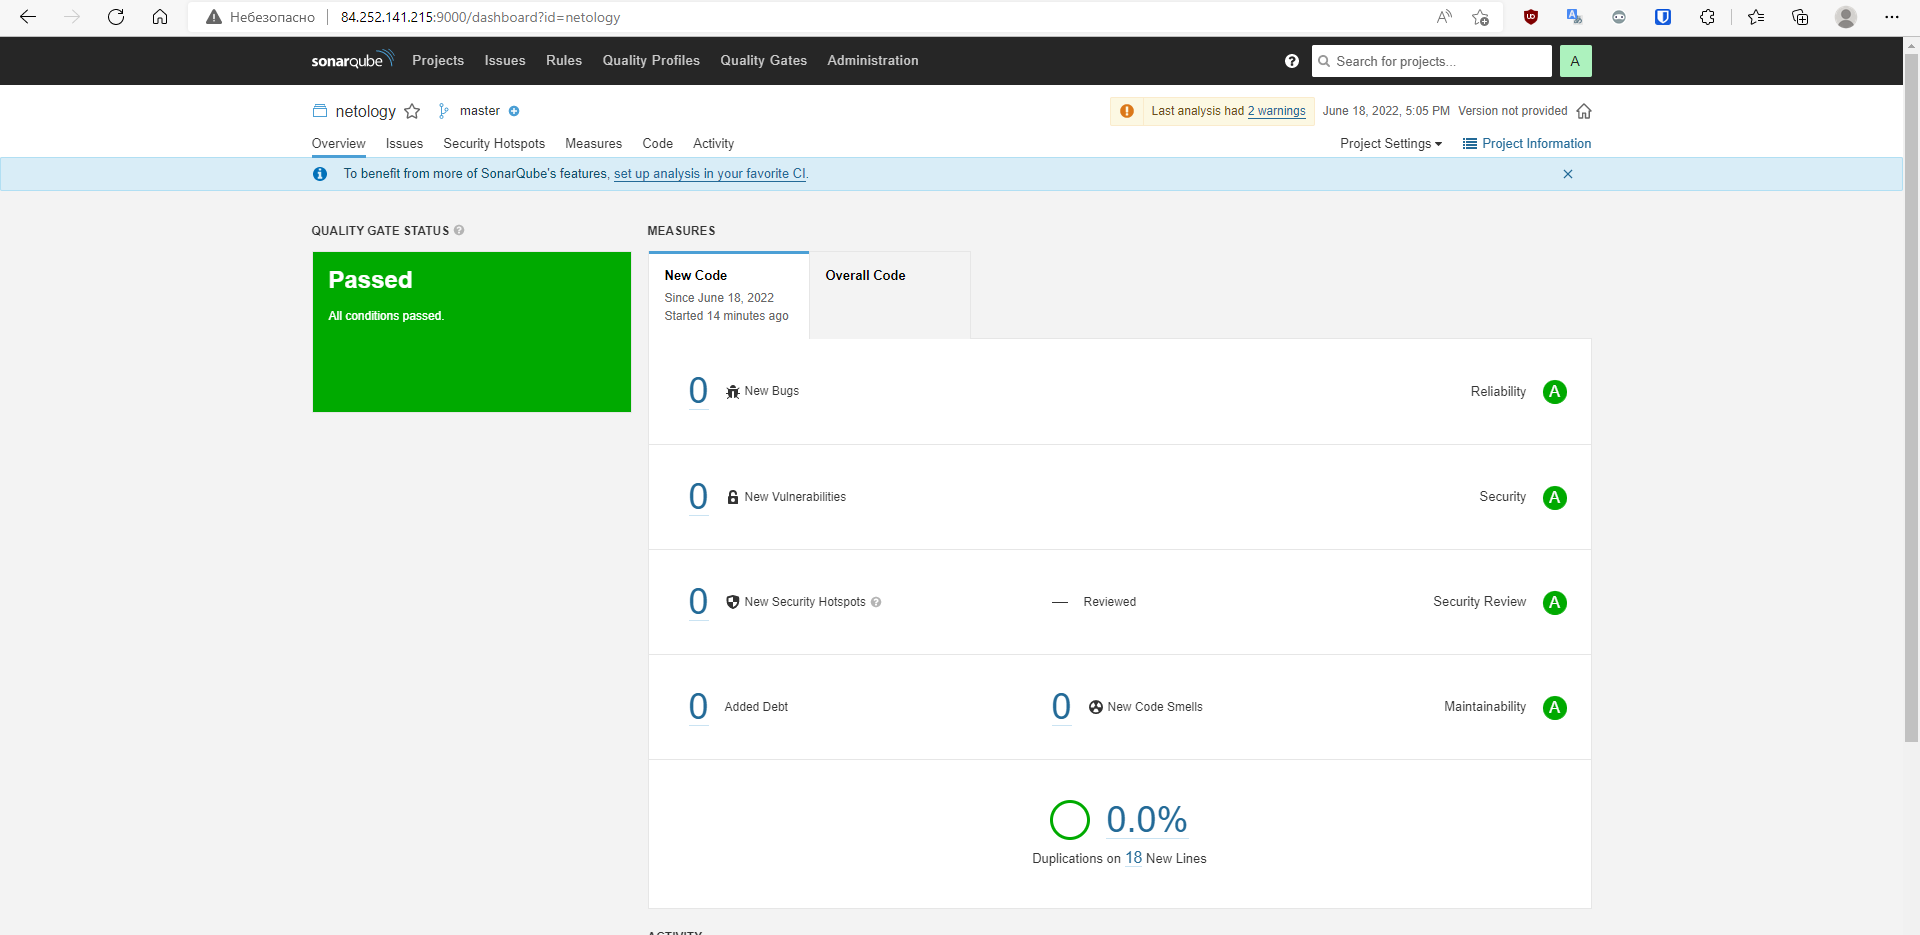 Небезопасно 84.252.141.215:9000/dashboard?id=netology
sonarqube Projects Issues Rules Quality Profiles Quality Gates Administration Search for projects... A
netology master Last analysis had 2 warnings June 18, 2022, 5:05 PM Version not provided
Overview Issues Security Hotspots Measures Code Activity Project Settings Project Information
To benefit from more of SonarQube's features, set up analysis in your favorite CI.
QUALITY GATE STATUS
Passed
All conditions passed.
MEASURES
New Code
Since June 18, 2022
Started 14 minutes ago
Overall Code
0 New Bugs Reliability A
0 New Vulnerabilities Security A
0 New Security Hotspots — Reviewed Security Review A
0 Added Debt 0 New Code Smells Maintainability A
0.0%
Duplications on 18 New Lines
ACTIVITY